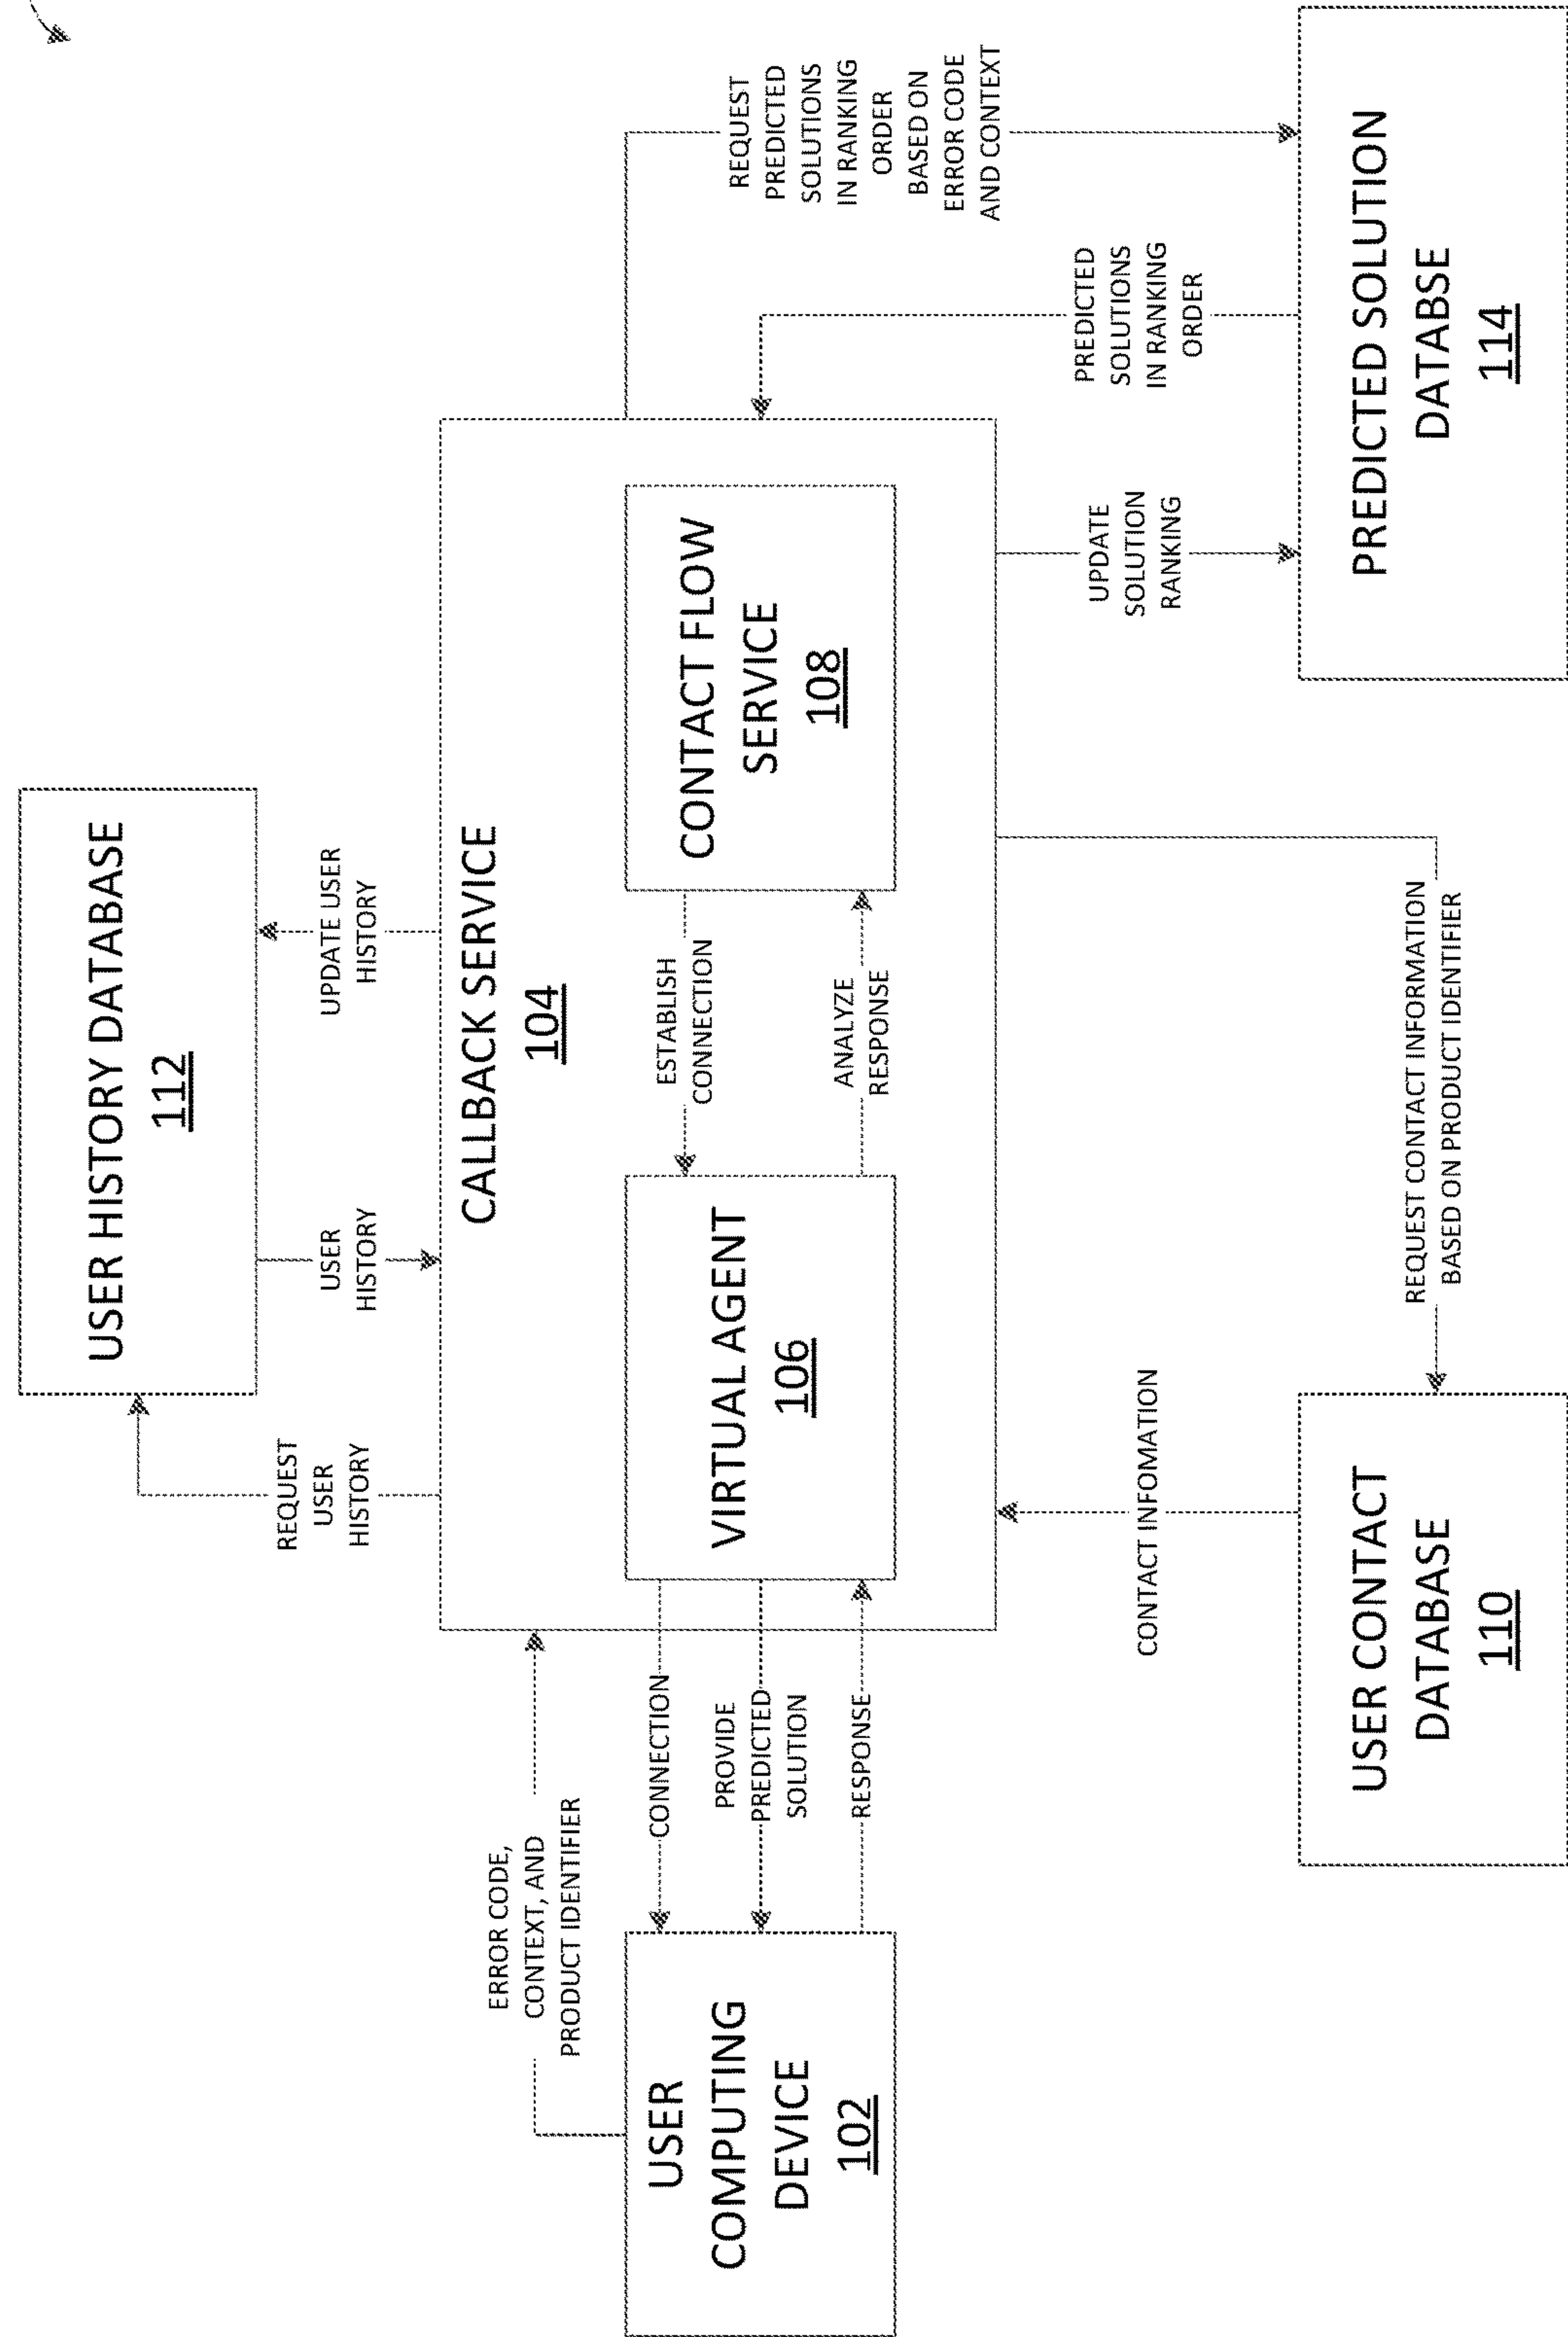 USER HISTORY DATABASE
112
REQUEST
USER
HISTORY
USER
HISTORY
UPDATE USER
HISTORY
CALLBACK SERVICE
104
ERROR CODE,
CONTEXT, AND
PRODUCT IDENTIFIER
USER
COMPUTING
DEVICE
102
CONNECTION
PROVIDE
PREDICTED
SOLUTION
RESPONSE
VIRTUAL AGENT
106
ESTABLISH
CONNECTION
ANALYZE
RESPONSE
CONTACT FLOW
SERVICE
108
REQUEST
PREDICTED
SOLUTIONS
IN RANKING
ORDER
BASED ON
ERROR CODE
AND CONTEXT
PREDICTED
SOLUTIONS
IN RANKING
ORDER
UPDATE
SOLUTION
RANKING
CONTACT INFOMATION
REQUEST CONTACT INFORMATION
BASED ON PRODUCT IDENTIFIER
USER CONTACT
DATABASE
110
PREDICTED SOLUTION
DATABSE
114